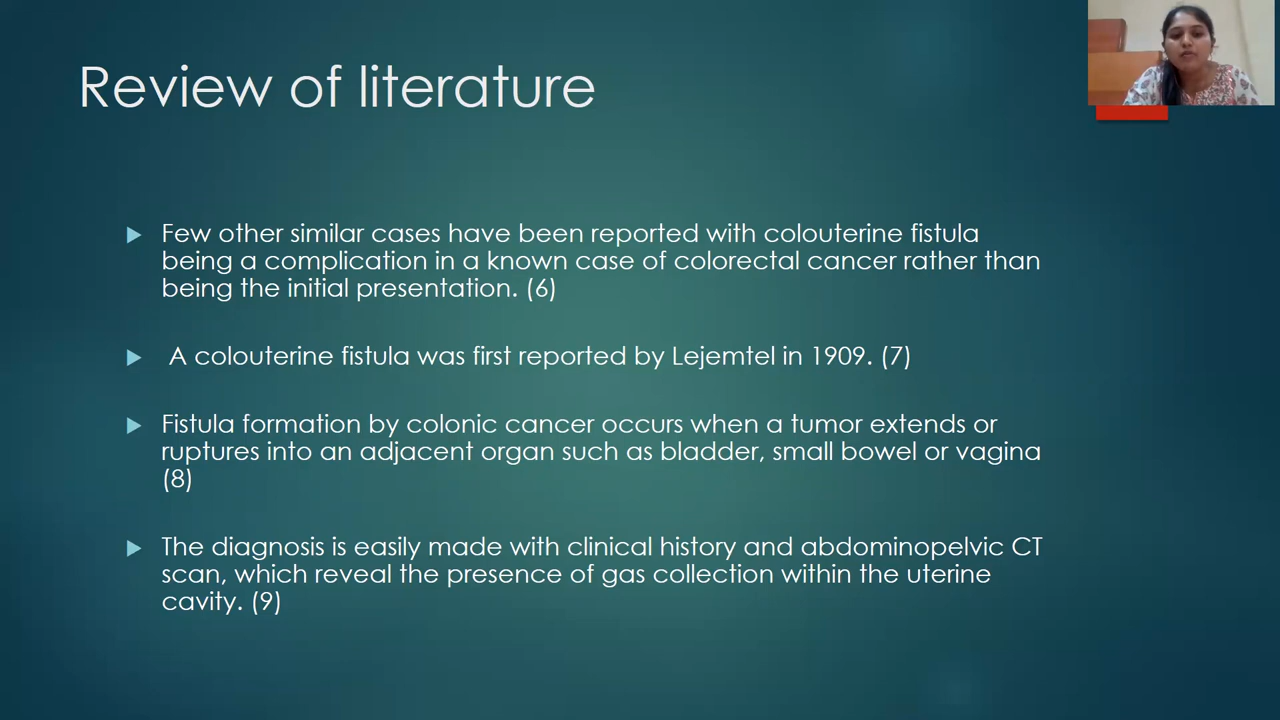 Review of literature
Few other similar cases have been reported with colouterine fistula
being a complication in a known case of colorectal cancer rather than
being the initial presentation. (6)
A colouterine fistula was first reported by Lejemtel in 1909. (7)
Fistula formation by colonic cancer occurs when a tumor extends or
ruptures into an adjacent organ such as bladder, small bowel or vagina
(8)
The diagnosis is easily made with clinical history and abdominopelvic CT
scan, which reveal the presence of gas collection within the uterine
cavity. (9)